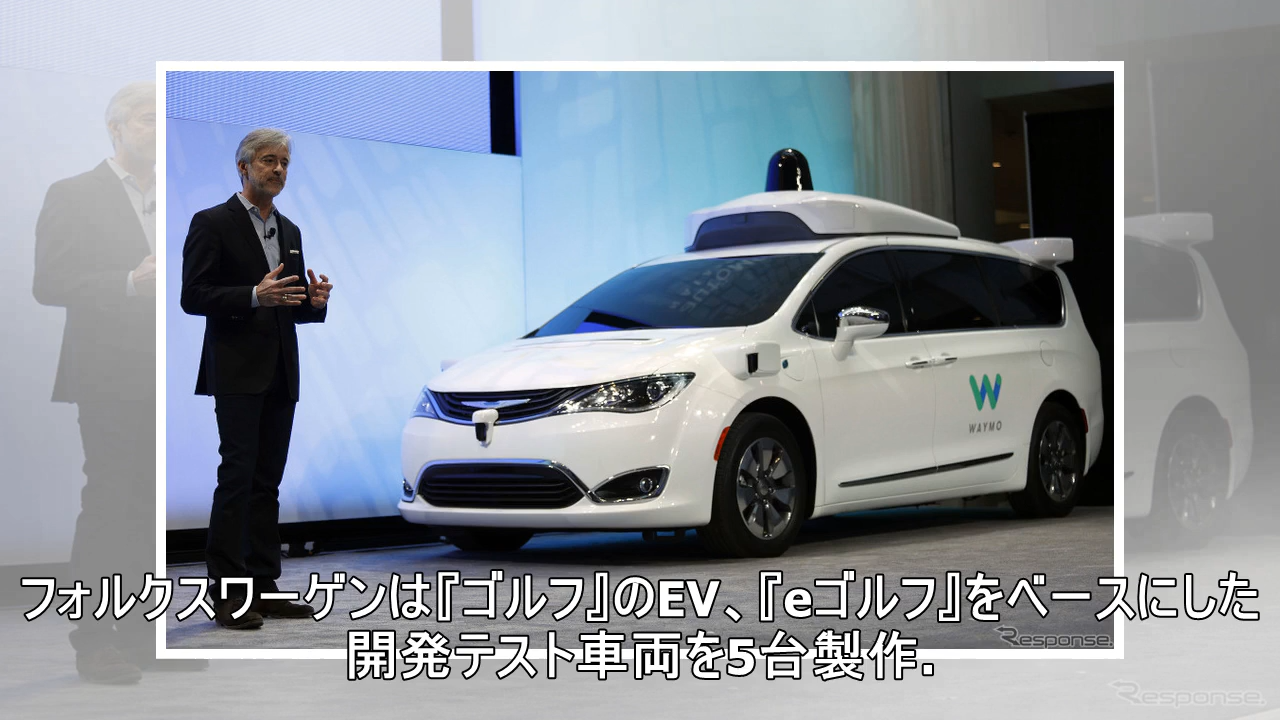 WAYMO
フォルクスワーゲンは『ゴルフ』のEV、『eゴルフ』をベースにした
開発テスト車両を5台製作.
Response.
Response.